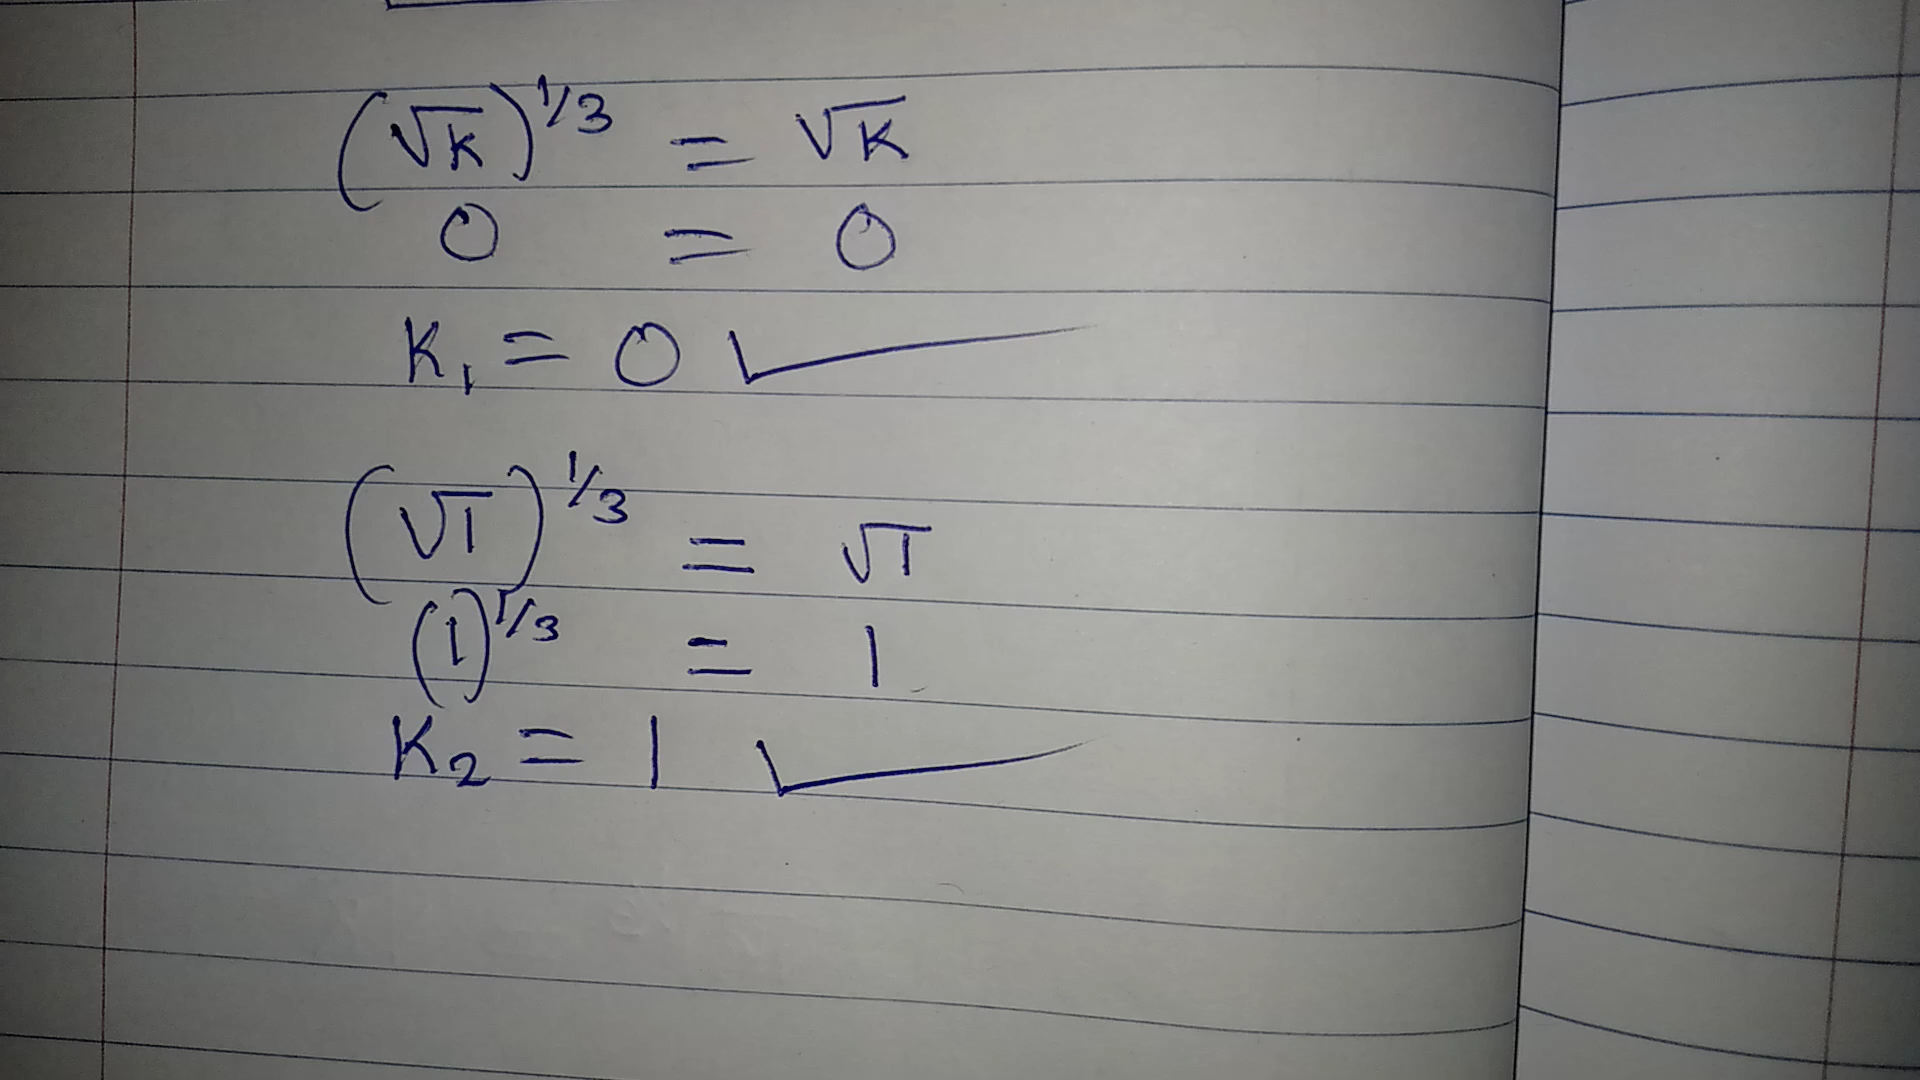 (√K)^1/3 = √K
0 = 0
K₁ = 0 ✓
(√1)^1/3 = √1
(1)^1/3 = 1
K₂ = 1 ✓